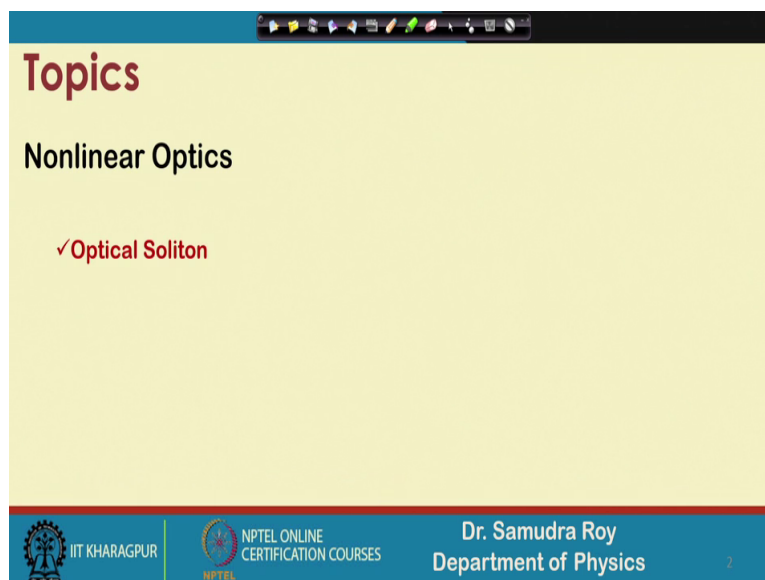 Topics
Nonlinear Optics
✓Optical Soliton
IIT KHARAGPUR
NPTEL
NPTEL ONLINE
CERTIFICATION COURSES
Dr. Samudra Roy
Department of Physics
2